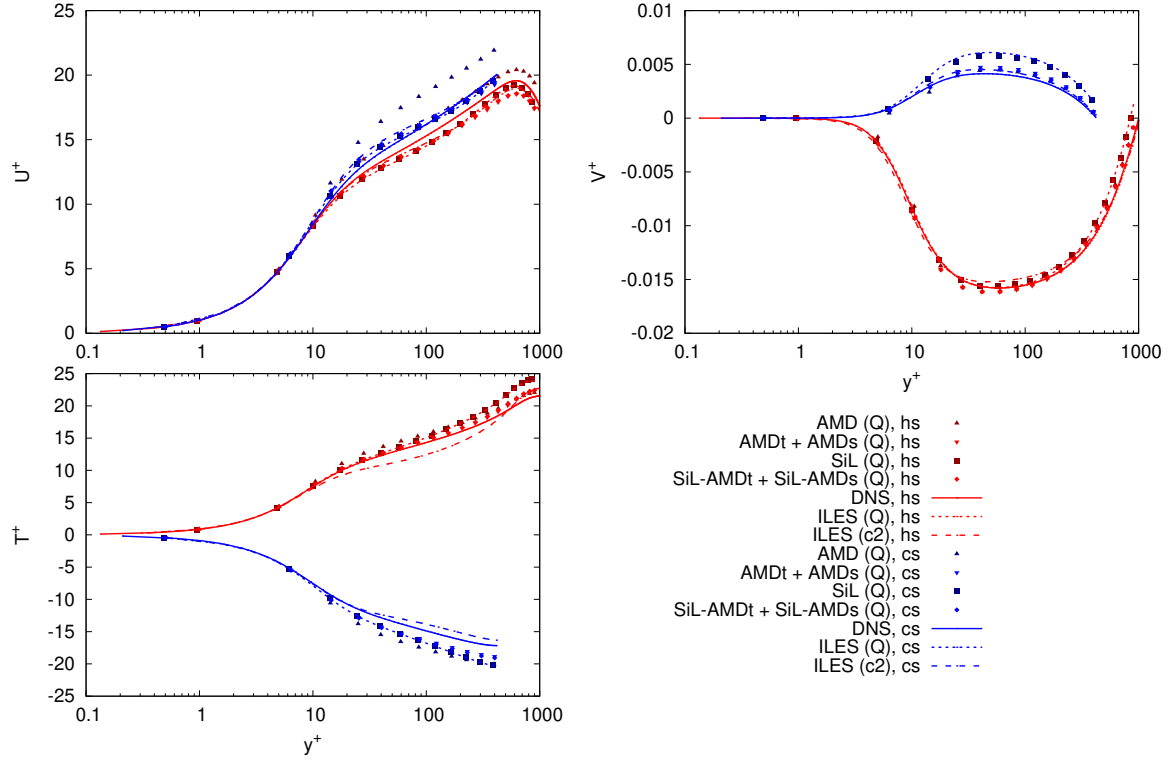 25
20
15
10
5
0
0.1 1 10 100 1000
U+
0.01
0.005
0
-0.005
-0.01
-0.015
-0.02
0.1 1 10 100 1000
V+
y+
25
20
15
10
5
0
-5
-10
-15
-20
-25
0.1 1 10 100 1000
T+
y+
AMD (Q), hs
AMDt + AMDs (Q), hs
SiL (Q), hs
SiL-AMDt + SiL-AMDs (Q), hs
DNS, hs
ILES (Q), hs
ILES (c2), hs
AMD (Q), cs
AMDt + AMDs (Q), cs
SiL (Q), cs
SiL-AMDt + SiL-AMDs (Q), cs
DNS, cs
ILES (Q), cs
ILES (c2), cs